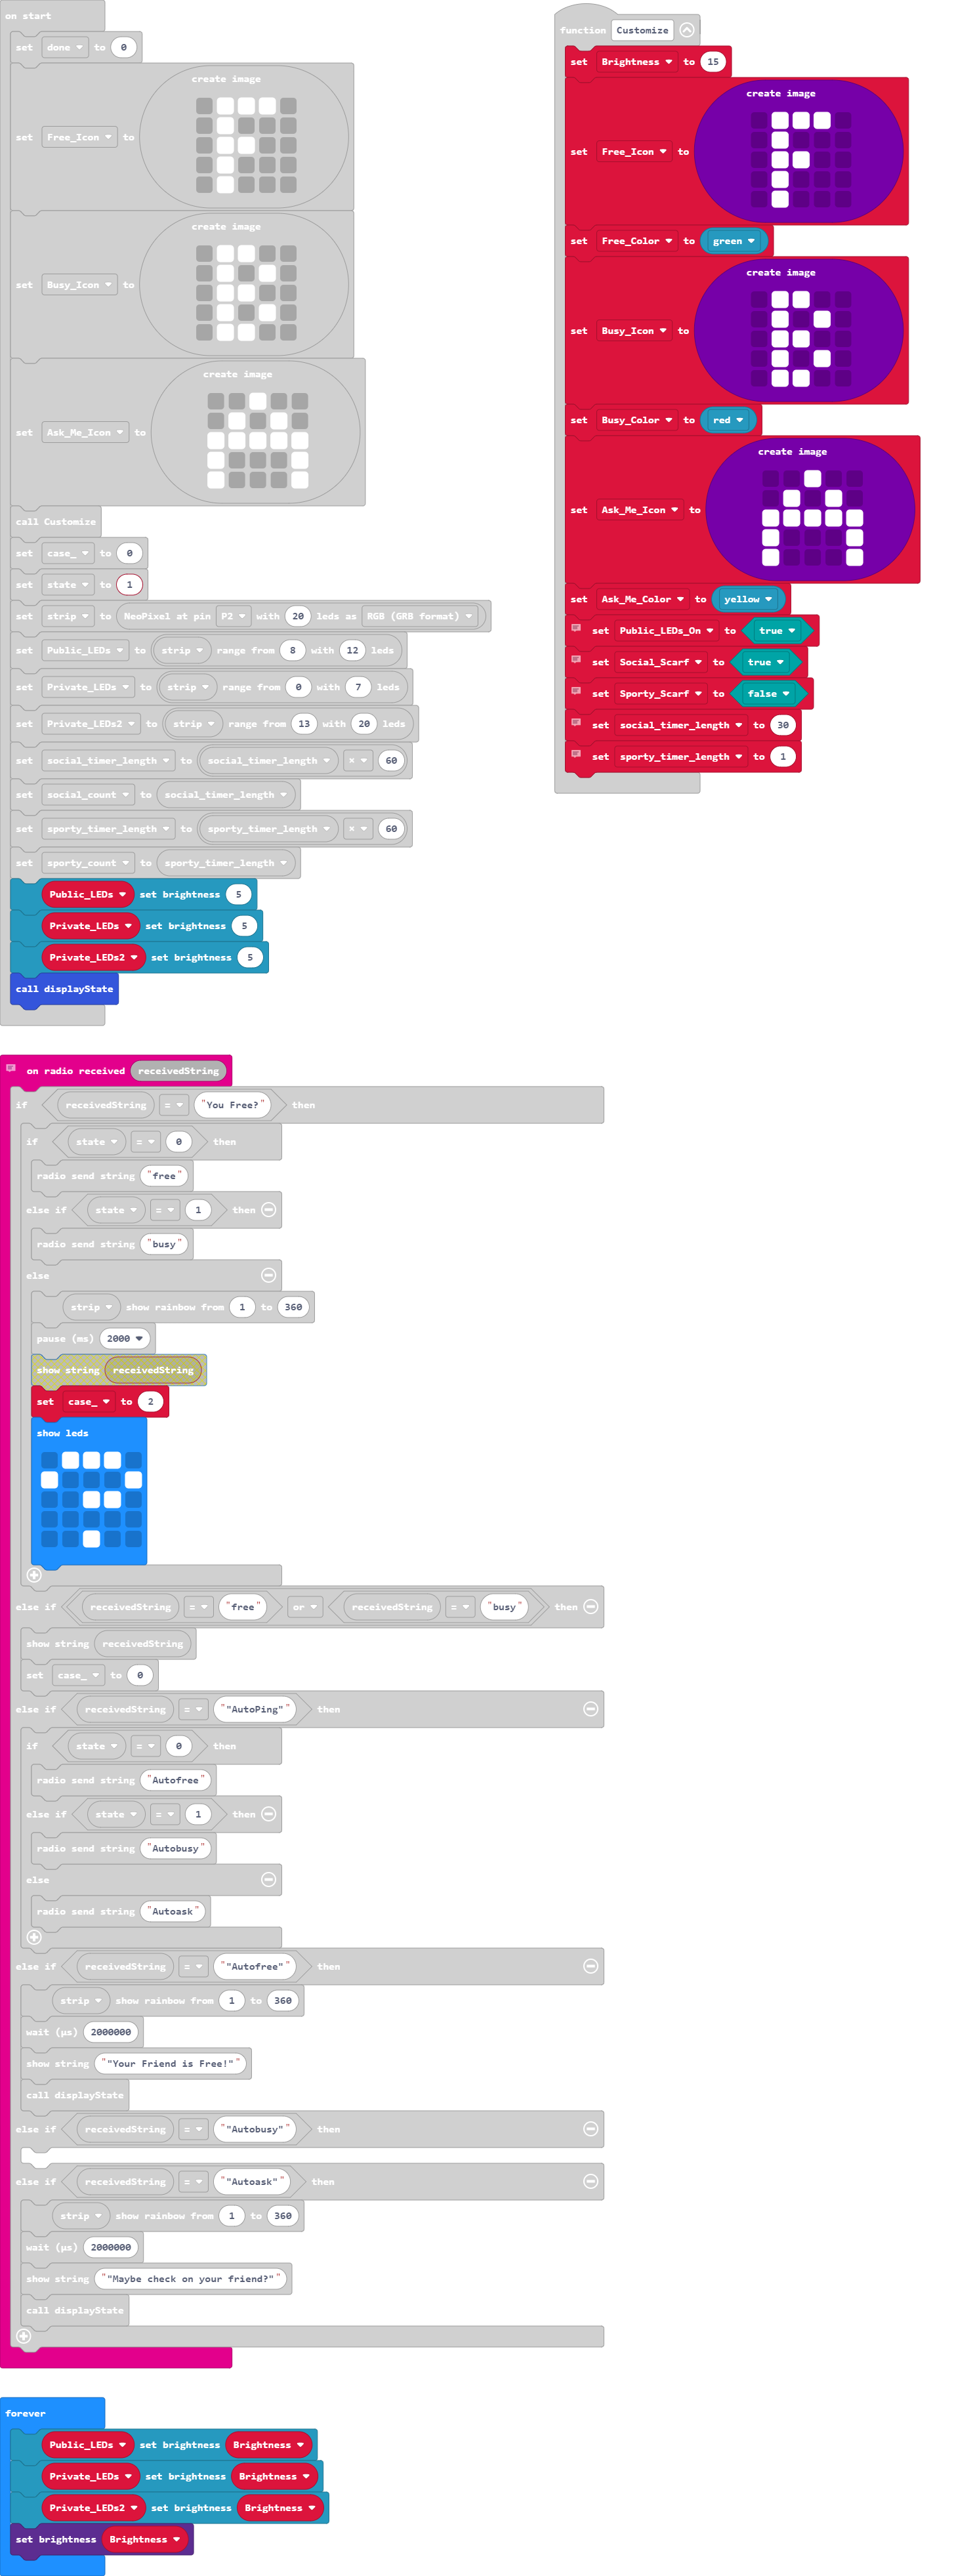 on start
set done to 0
create image
set Free_Icon to
create image
set Busy_Icon to
create image
set Ask_Me_Icon to
call Customize
set case_ to 0
set state to 1
set strip to NeoPixel at pin P2 with 20 leds as RGB (GRB format)
set Public_LEDs to strip range from 8 with 12 leds
set Private_LEDs to strip range from 0 with 7 leds
set Private_LEDs2 to strip range from 13 with 20 leds
set social_timer_length to social_timer_length × 60
set social_count to social_timer_length
set sporty_timer_length to sporty_timer_length × 60
set sporty_count to sporty_timer_length
Public_LEDs set brightness 5
Private_LEDs set brightness 5
Private_LEDs2 set brightness 5
call displayState
function Customize
set Brightness to 15
create image
set Free_Icon to
set Free_Color to green
create image
set Busy_Icon to
set Busy_Color to red
create image
set Ask_Me_Icon to
set Ask_Me_Color to yellow
set Public_LEDs_On to true
set Social_Scarf to true
set Sporty_Scarf to false
set social_timer_length to 30
set sporty_timer_length to 1
on radio received receivedString
if receivedString = "You Free?" then
if state = 0 then
radio send string "free"
else if state = 1 then
radio send string "busy"
else
strip show rainbow from 1 to 360
pause (ms) 2000
show string receivedString
set case_ to 2
show leds
else if receivedString = "free" or receivedString = "busy" then
show string receivedString
set case_ to 0
else if receivedString = ""AutoPing"" then
if state = 0 then
radio send string "Autofree"
else if state = 1 then
radio send string "Autobusy"
else
radio send string "Autoask"
else if receivedString = ""Autofree"" then
strip show rainbow from 1 to 360
wait (µs) 2000000
show string ""Your Friend is Free!""
call displayState
else if receivedString = ""Autobusy"" then
else if receivedString = ""Autoask"" then
strip show rainbow from 1 to 360
wait (µs) 2000000
show string ""Maybe check on your friend?""
call displayState
forever
Public_LEDs set brightness Brightness
Private_LEDs set brightness Brightness
Private_LEDs2 set brightness Brightness
set brightness Brightness